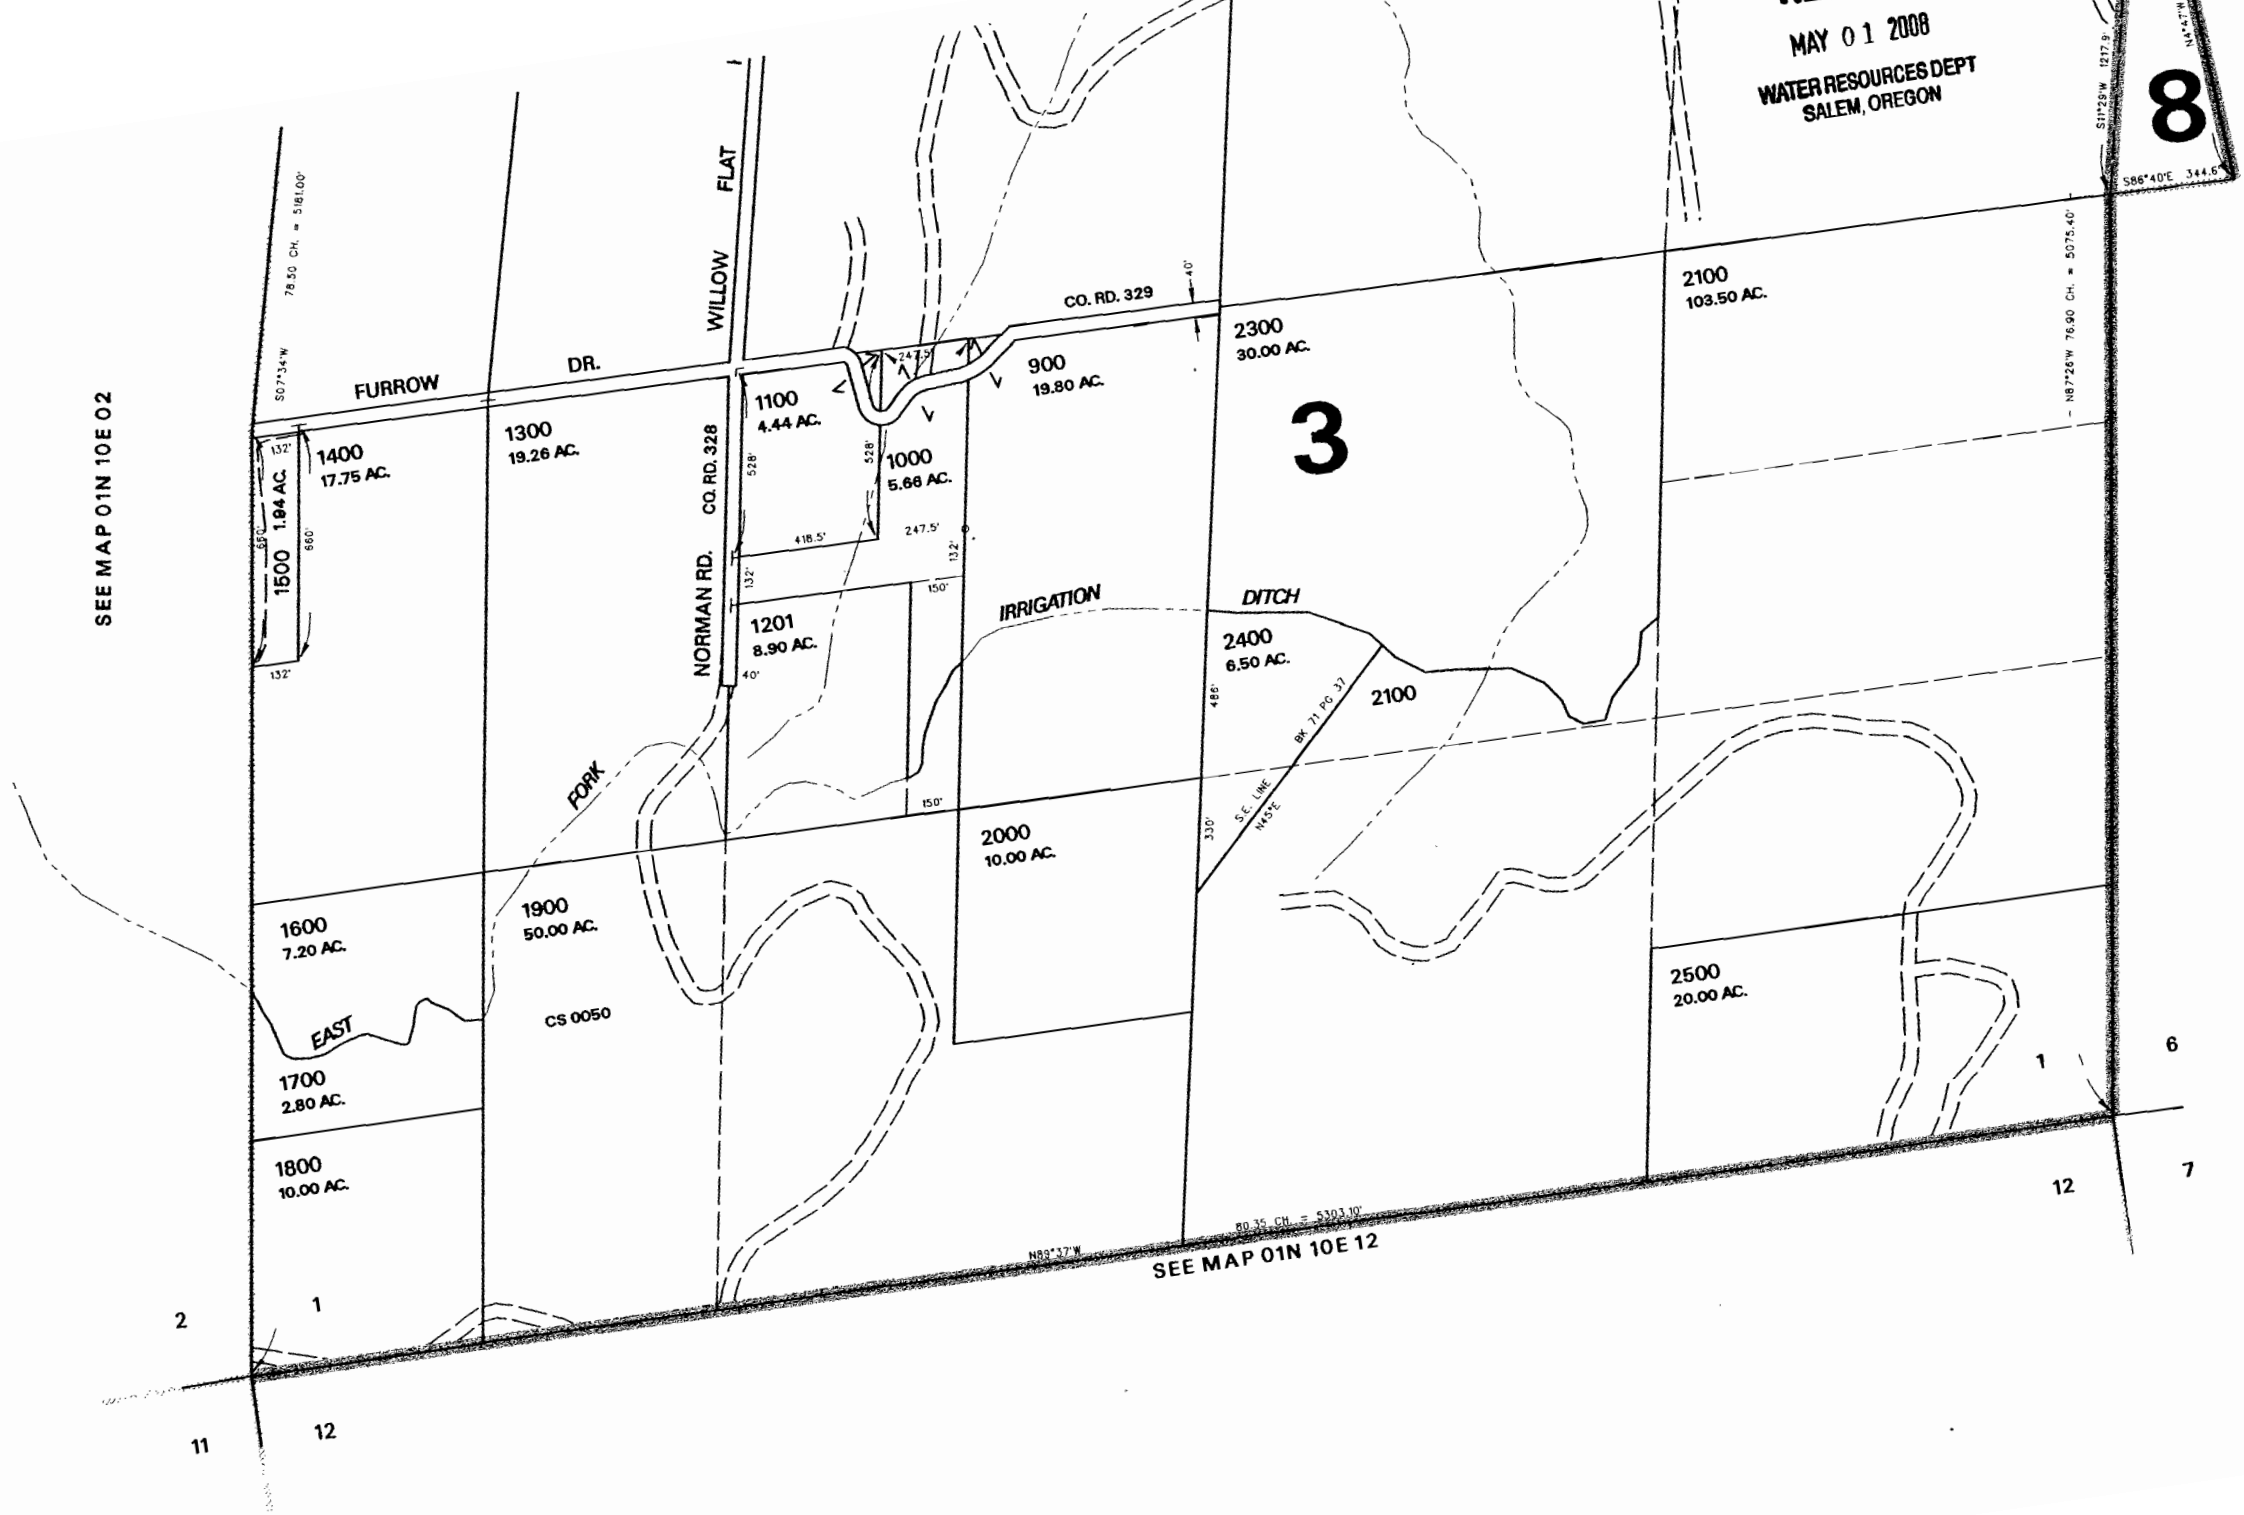 MAY 01 2008
WATER RESOURCES DEPT
SALEM, OREGON
8
S11°29'W 1217.9'
N4°47'W
S86°40'E 344.6'
N87°26'W 76.90 CH. = 5075.40'
S07°34'W 78.50 CH. = 5181.00'
WILLOW FLAT
CO. RD. 329
40'
FURROW DR.
2100
103.50 AC.
2300
30.00 AC.
900
19.80 AC.
247.5'
1100
4.44 AC.
1000
5.66 AC.
1300
19.26 AC.
1400
17.75 AC.
132'
1500 1.94 AC.
660'
660'
132'
SEE MAP 01N 10E 02
NORMAN RD. CO. RD. 328
528'
528'
418.5'
247.5'
132'
132'
150'
3
1201
8.90 AC.
40'
IRRIGATION DITCH
2400
6.50 AC.
486'
BK 71 PG 37
2100
S.E. LINE
N45°E
330'
FORK
150'
2000
10.00 AC.
1600
7.20 AC.
1900
50.00 AC.
CS 0050
EAST
2500
20.00 AC.
1700
2.80 AC.
1800
10.00 AC.
1
6
12
7
N89°37'W
80.35 CH. = 5303.10'
SEE MAP 01N 10E 12
2
1
11
12